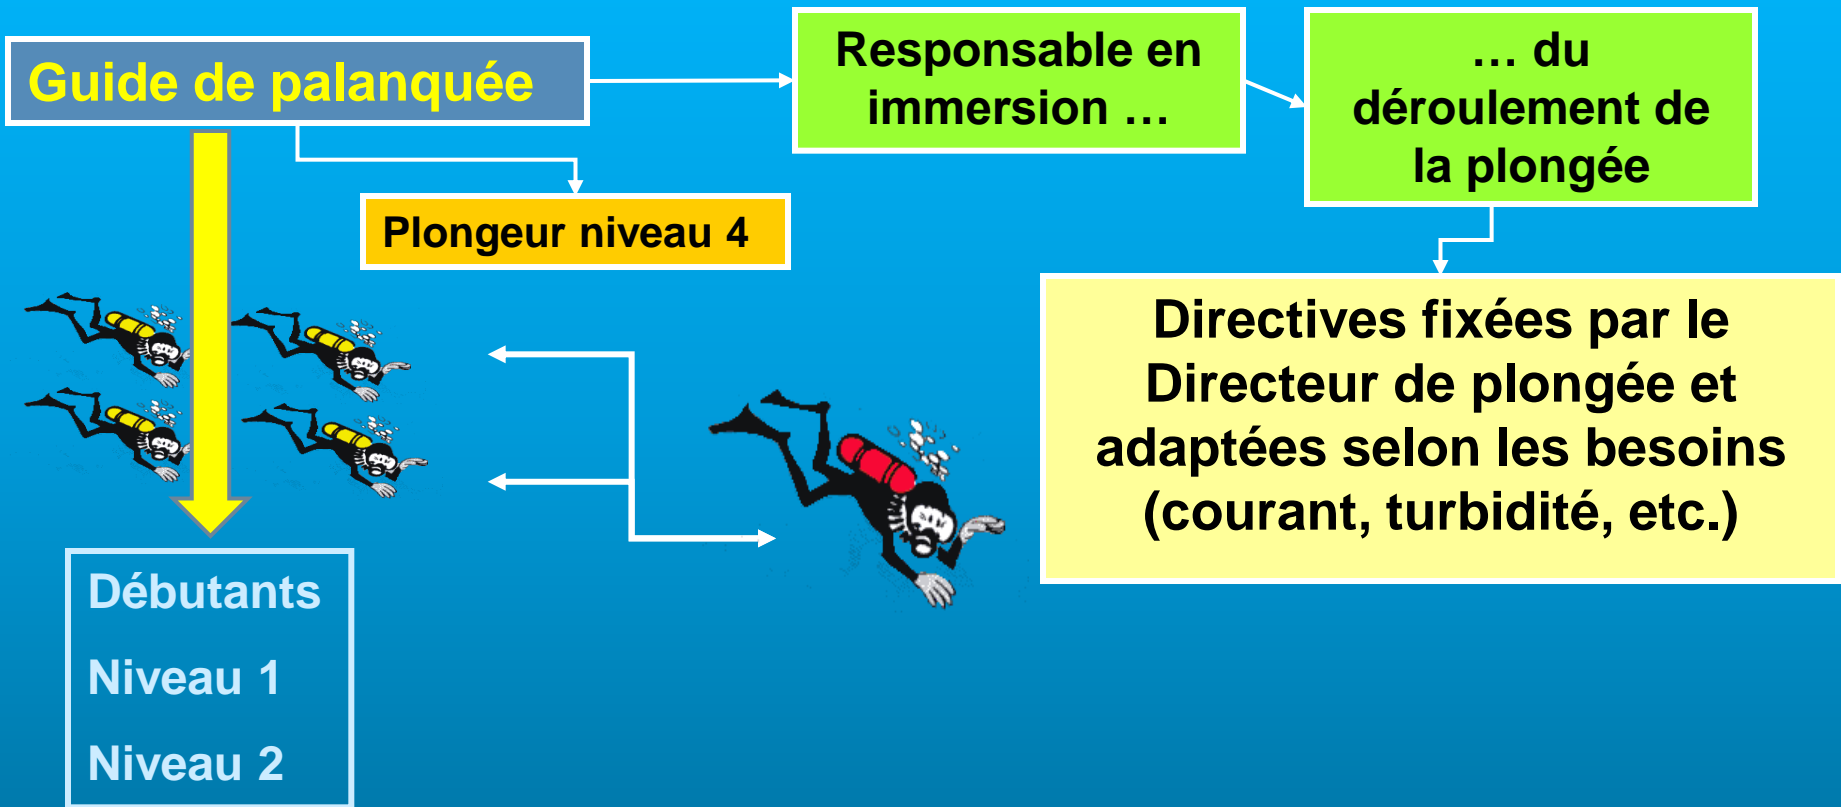 Guide de palanquée
Responsable en
immersion …
… du
déroulement de
la plongée
Plongeur niveau 4
Directives fixées par le
Directeur de plongée et
adaptées selon les besoins
(courant, turbidité, etc.)
Débutants
Niveau 1
Niveau 2